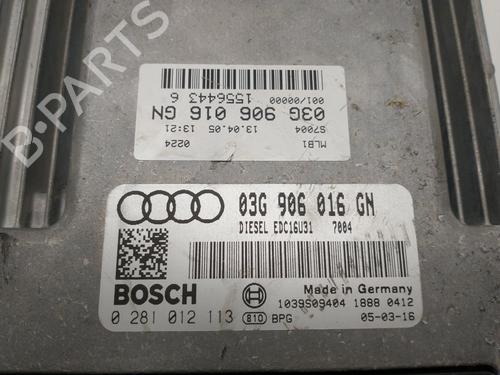 B-PARTS
03G 906 016 GN
1556443 6
001/00000
13.04.05 13:21
S7004
0224
MLB1
03G 906 016 GN
DIESEL EDC16U31 7004
BOSCH
Made in Germany
1039S09404 1888 0412
0 281 012 113
810 BPG
05-03-16